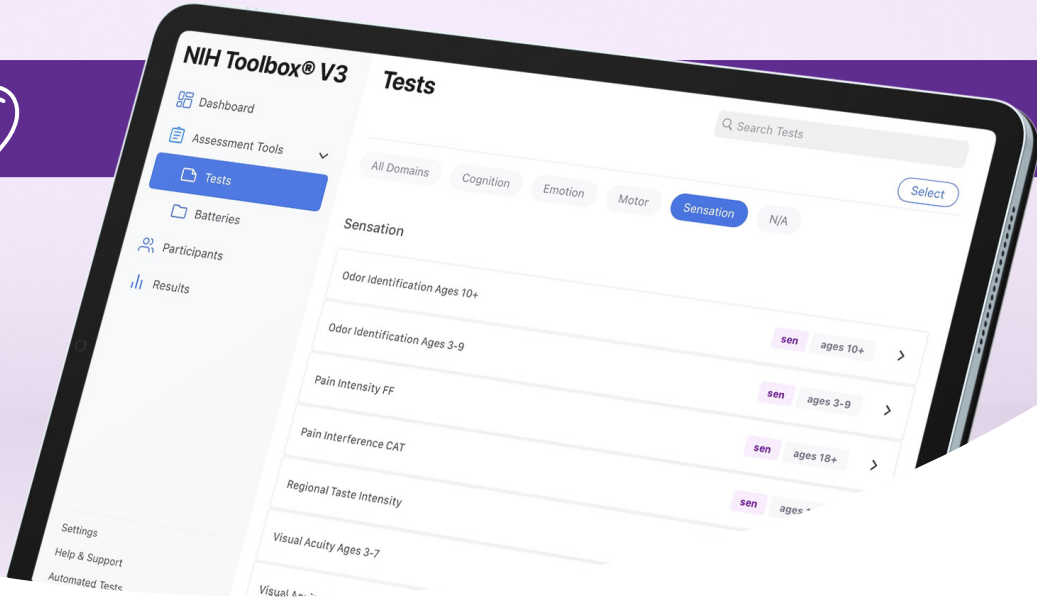 NIH Toolbox® V3
Dashboard
Assessment Tools
Tests
Batteries
Participants
Results
Settings
Help & Support
Automated Tests
Tests
Search Tests
Select
All Domains
Cognition
Emotion
Motor
Sensation
N/A
Sensation
Odor Identification Ages 10+
sen
ages 10+
Odor Identification Ages 3-9
sen
ages 3-9
Pain Intensity FF
sen
ages 18+
Pain Interference CAT
sen
ages
Regional Taste Intensity
Visual Acuity Ages 3-7
Visual